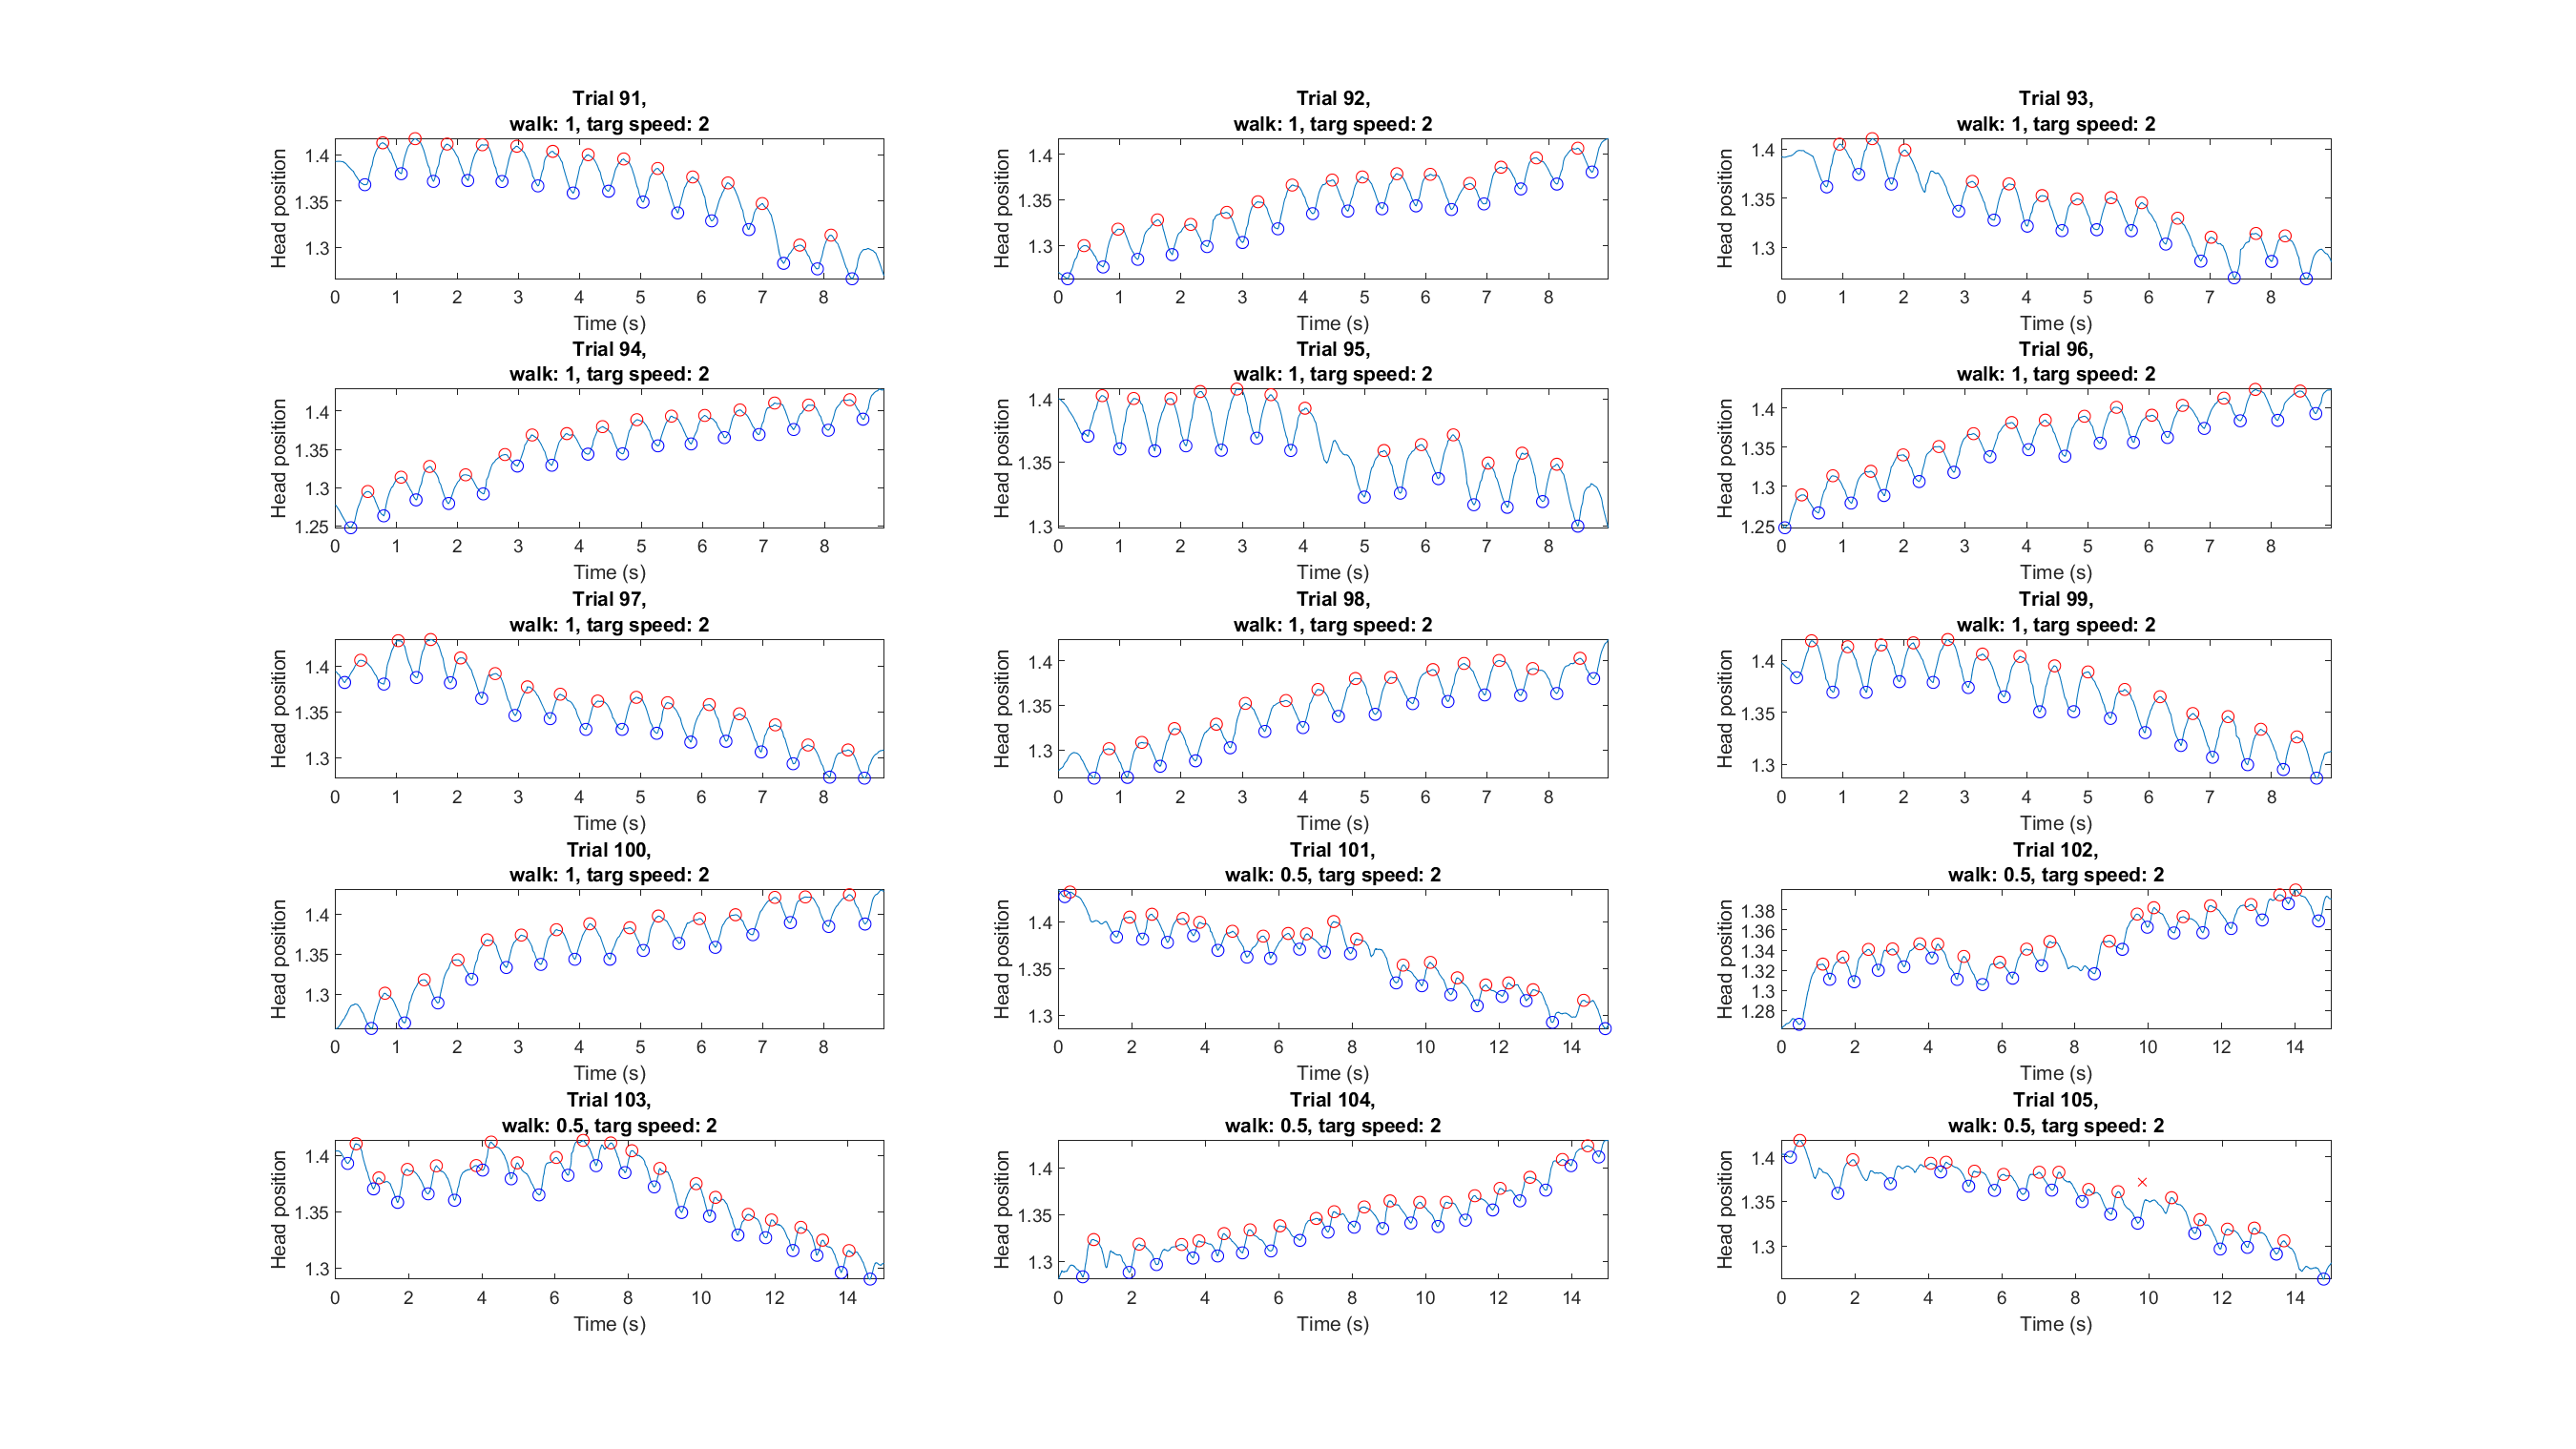 Trial 91,
walk: 1, targ speed: 2
Head position
1.4
1.35
1.3
0 1 2 3 4 5 6 7 8
Time (s)
Trial 92,
walk: 1, targ speed: 2
Head position
1.4
1.35
1.3
0 1 2 3 4 5 6 7 8
Time (s)
Trial 93,
walk: 1, targ speed: 2
Head position
1.4
1.35
1.3
0 1 2 3 4 5 6 7 8
Time (s)
Trial 94,
walk: 1, targ speed: 2
Head position
1.4
1.35
1.3
1.25
0 1 2 3 4 5 6 7 8
Time (s)
Trial 95,
walk: 1, targ speed: 2
Head position
1.4
1.35
1.3
0 1 2 3 4 5 6 7 8
Time (s)
Trial 96,
walk: 1, targ speed: 2
Head position
1.4
1.35
1.3
1.25
0 1 2 3 4 5 6 7 8
Time (s)
Trial 97,
walk: 1, targ speed: 2
Head position
1.4
1.35
1.3
0 1 2 3 4 5 6 7 8
Time (s)
Trial 98,
walk: 1, targ speed: 2
Head position
1.4
1.35
1.3
0 1 2 3 4 5 6 7 8
Time (s)
Trial 99,
walk: 1, targ speed: 2
Head position
1.4
1.35
1.3
0 1 2 3 4 5 6 7 8
Time (s)
Trial 100,
walk: 1, targ speed: 2
Head position
1.4
1.35
1.3
0 1 2 3 4 5 6 7 8
Time (s)
Trial 101,
walk: 0.5, targ speed: 2
Head position
1.4
1.35
1.3
0 2 4 6 8 10 12 14
Time (s)
Trial 102,
walk: 0.5, targ speed: 2
Head position
1.38
1.36
1.34
1.32
1.3
1.28
0 2 4 6 8 10 12 14
Time (s)
Trial 103,
walk: 0.5, targ speed: 2
Head position
1.4
1.35
1.3
0 2 4 6 8 10 12 14
Time (s)
Trial 104,
walk: 0.5, targ speed: 2
Head position
1.4
1.35
1.3
0 2 4 6 8 10 12 14
Time (s)
Trial 105,
walk: 0.5, targ speed: 2
Head position
1.4
1.35
1.3
0 2 4 6 8 10 12 14
Time (s)